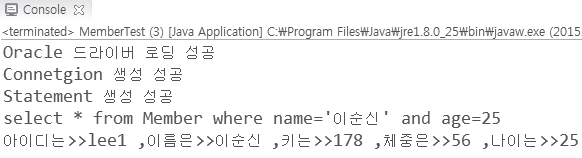 Console
<terminated> MemberTest (3) [Java Application] C:₩Program Files₩Java₩jre1.8.0_25₩bin₩javaw.exe (2015
Oracle 드라이버 로딩 성공
Connetgion 생성 성공
Statement 생성 성공
select * from Member where name='이순신' and age=25
아이디는>>lee1 ,이름은>>이순신 ,키는>>178 ,체중은>>56 ,나이는>>25